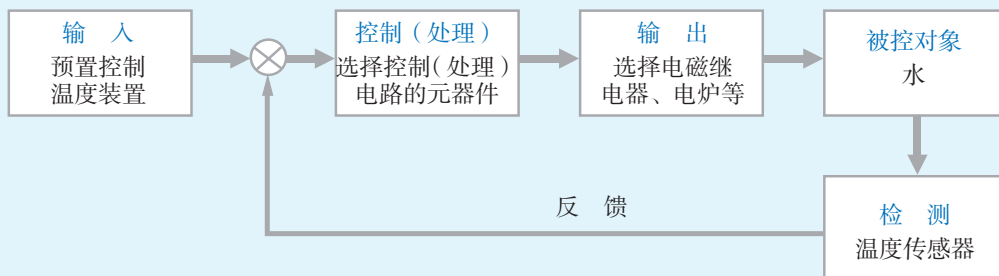 输 入
预置控制
温度装置
控制（处理）
选择控制（处理）
电路的元器件
输 出
选择电磁继
电器、电炉等
被控对象
水
反 馈
检 测
温度传感器